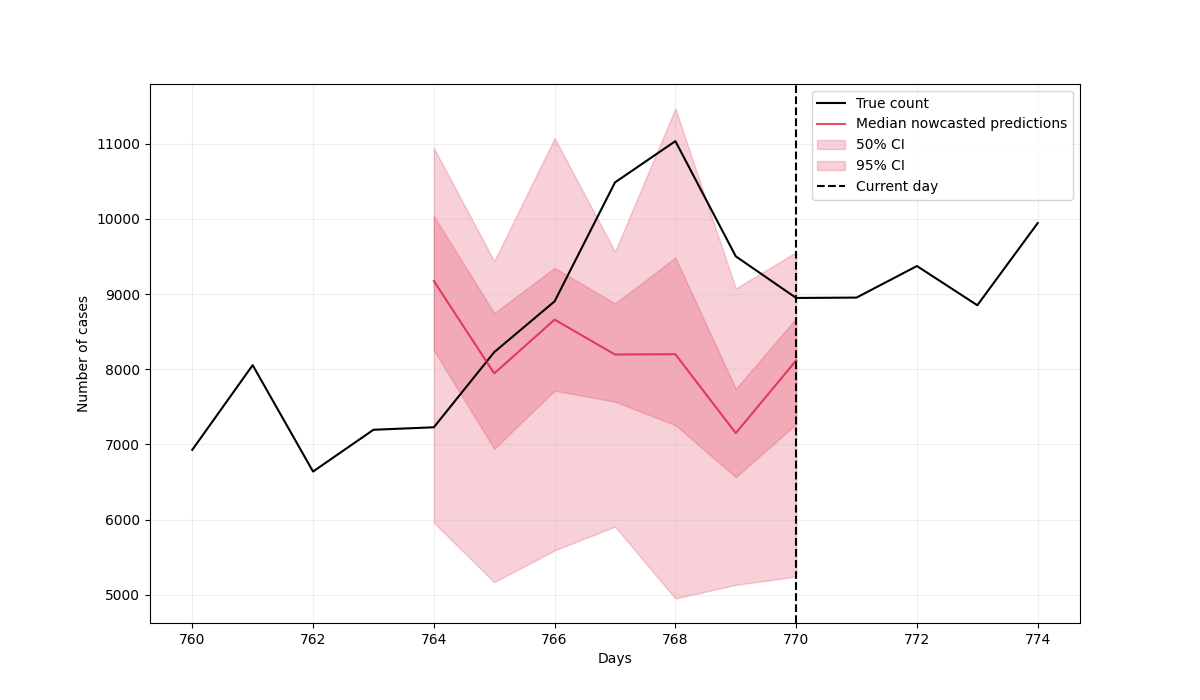 True count
Median nowcasted predictions
50% CI
95% CI
Current day
11000
10000
9000
8000
7000
6000
5000
Number of cases
760 762 764 766 768 770 772 774
Days